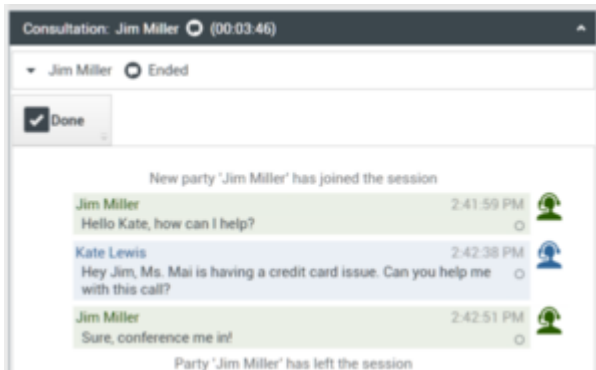 Consultation: Jim Miller (00:03:46)
Jim Miller Ended
Done
New party 'Jim Miller' has joined the session
Jim Miller 2:41:59 PM
Hello Kate, how can I help?
Kate Lewis 2:42:38 PM
Hey Jim, Ms. Mai is having a credit card issue. Can you help me
with this call?
Jim Miller 2:42:51 PM
Sure, conference me in!
Party 'Jim Miller' has left the session